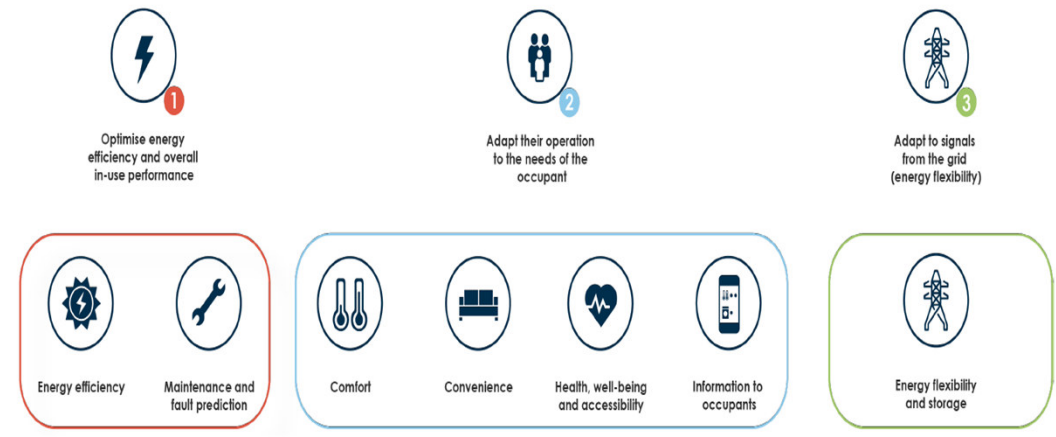 1
Optimise energy
efficiency and overall
in-use performance
2
Adapt their operation
to the needs of the
occupant
3
Adapt to signals
from the grid
(energy flexibility)
Energy efficiency
Maintenance and
fault prediction
Comfort
Convenience
Health, well-being
and accessibility
Information to
occupants
Energy flexibility
and storage